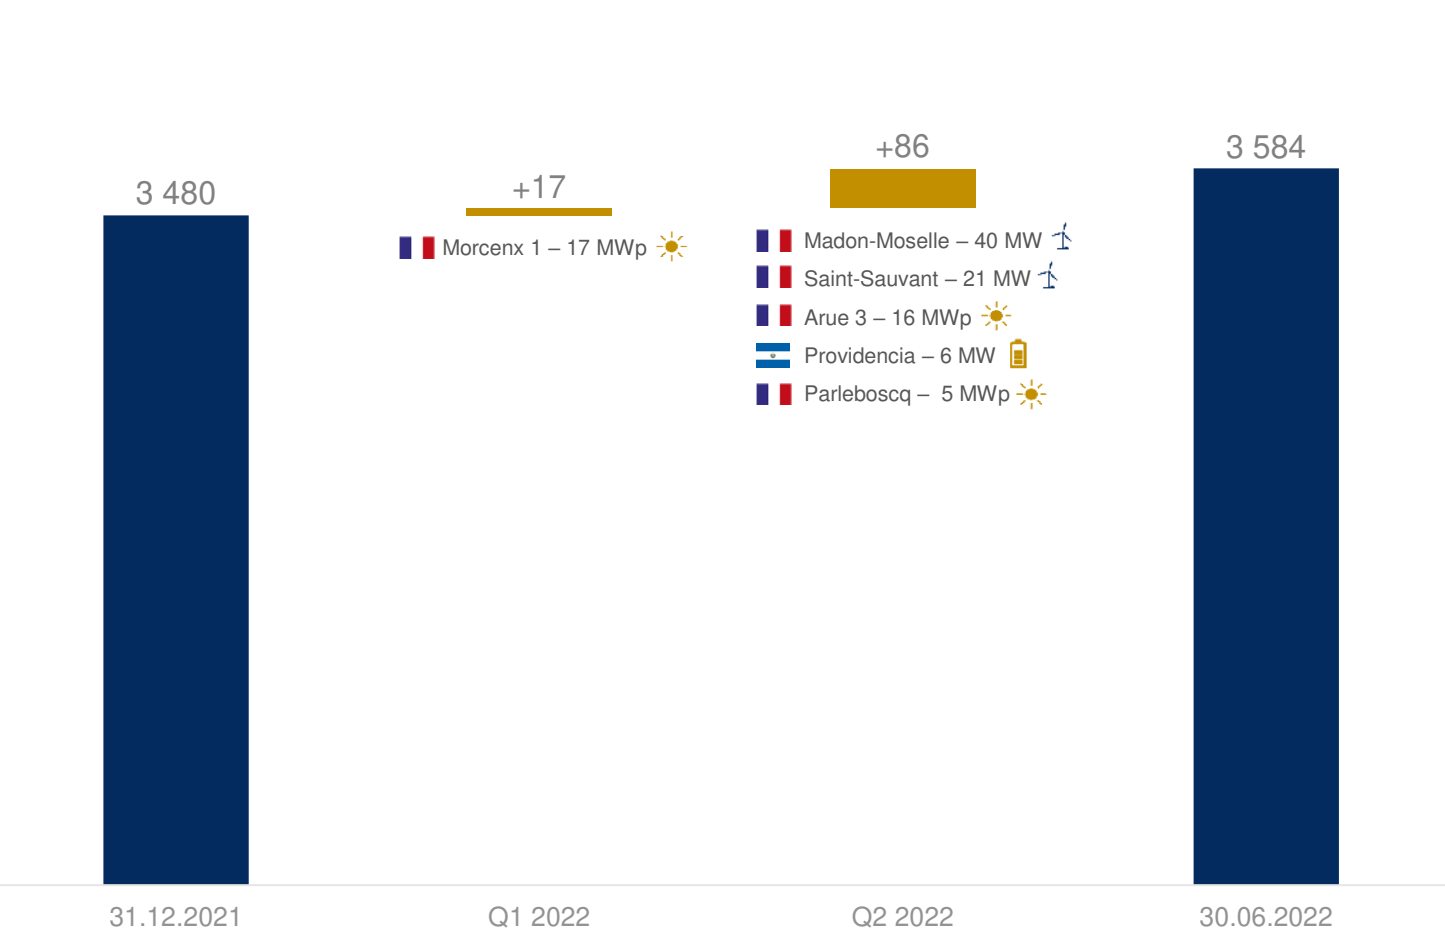 3 480
+17
+86
3 584
Morcenx 1 – 17 MWp
Madon-Moselle – 40 MW
Saint-Sauvant – 21 MW
Arue 3 – 16 MWp
Providencia – 6 MW
Parleboscq –  5 MWp
31.12.2021
Q1 2022
Q2 2022
30.06.2022